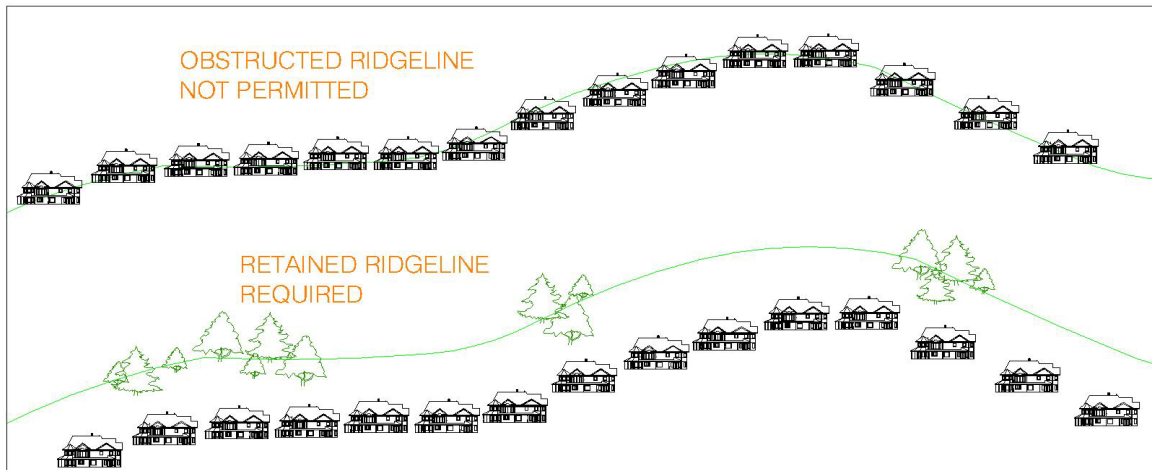 OBSTRUCTED RIDGELINE
NOT PERMITTED
RETAINED RIDGELINE
REQUIRED